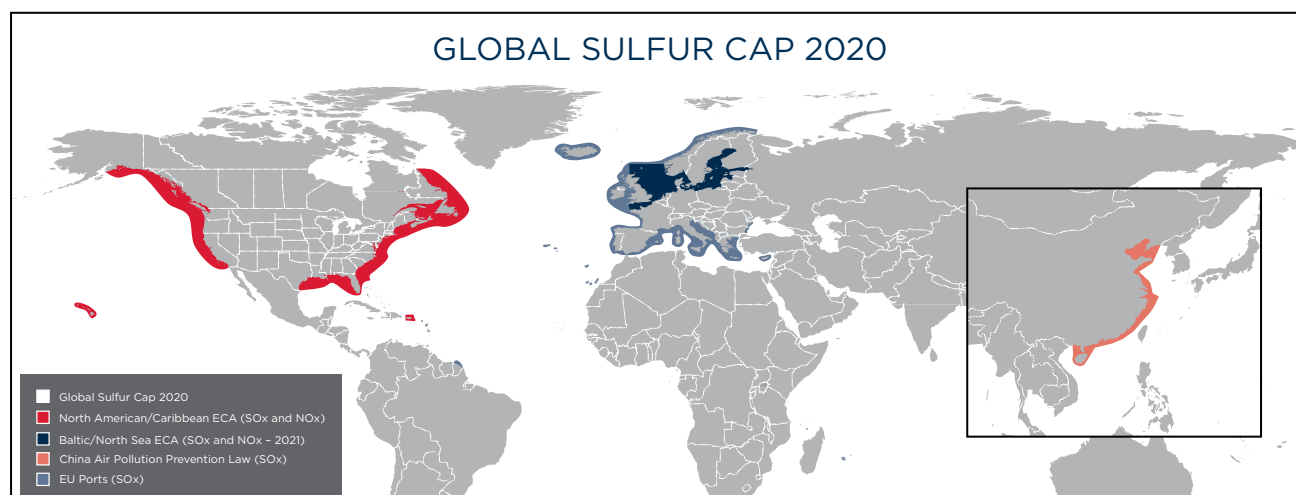 GLOBAL SULFUR CAP 2020
Global Sulfur Cap 2020
North American/Caribbean ECA (SOx and NOx)
Baltic/North Sea ECA (SOx and NOx – 2021)
China Air Pollution Prevention Law (SOx)
EU Ports (SOx)